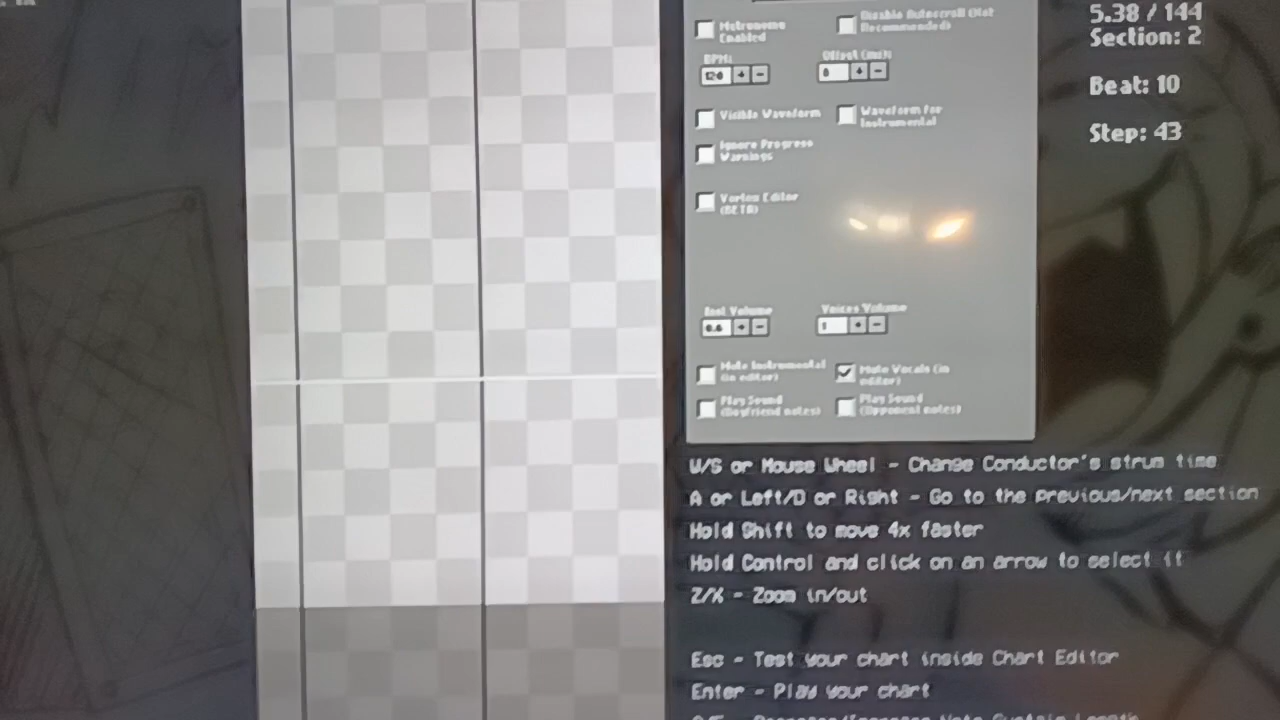 5.38 / 144
Section: 2
Beat: 10
Step: 43
Metronome
Enabled
Disable Autoscroll (Not
Recommended)
BPM:
120
+
-
Offset (ms):
0
+
-
Visible Waveform
Waveform for
Instrumental
Ignore Progress
Warnings
Vortex Editor
(BETA)
Inst Volume
0.6
+
-
Voices Volume
1
+
-
Mute Instrumental
(in editor)
Mute Vocals (in
editor)
Play Sound
(Boyfriend notes)
Play Sound
(Opponent notes)
W/S or Mouse Wheel - Change Conductor's strum time
A or Left/D or Right - Go to the previous/next section
Hold Shift to move 4x faster
Hold Control and click on an arrow to select it
Z/X - Zoom in/out
Esc - Test your chart inside Chart Editor
Enter - Play your chart